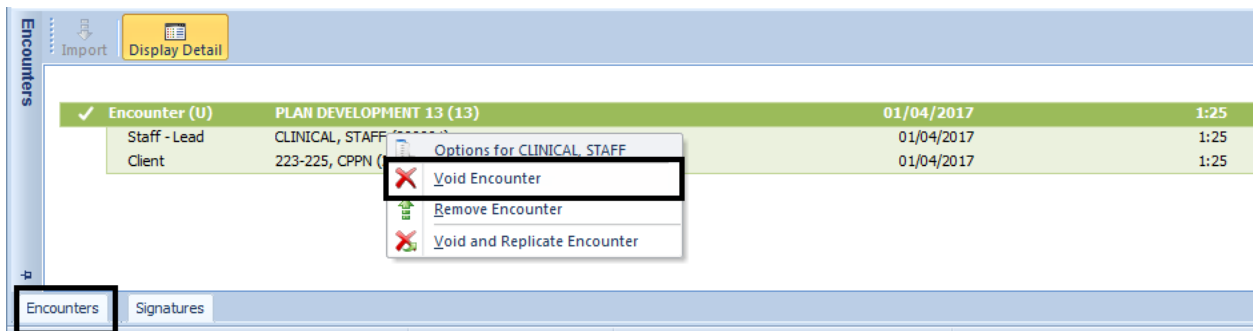 Encounters
Import
Display Detail
Encounter (U) PLAN DEVELOPMENT 13 (13) 01/04/2017 1:25
Staff - Lead CLINICAL, STAFF 01/04/2017 1:25
Client 223-225, CPPN ( 01/04/2017 1:25
Options for CLINICAL, STAFF
Void Encounter
Remove Encounter
Void and Replicate Encounter
Encounters Signatures